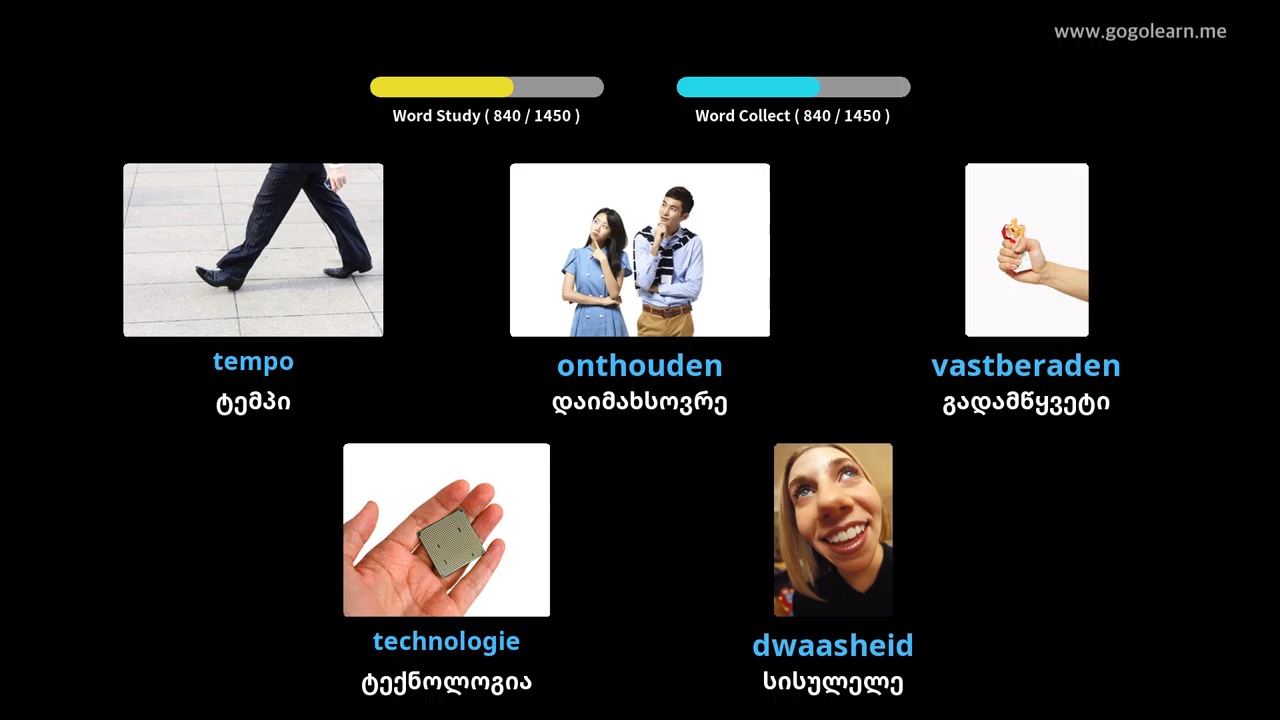 www.gogolearn.me
Word Study ( 840 / 1450 )
Word Collect ( 840 / 1450 )
tempo
ტემპი
onthouden
დაიმახსოვრე
vastberaden
გადამწყვეტი
technologie
ტექნოლოგია
dwaasheid
სისულელე